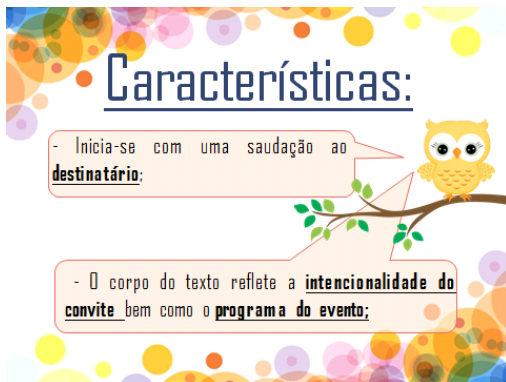 Características:
- Inicia-se com uma saudação ao
destinatário;
- O corpo do texto reflete a intencionalidade do
convite bem como o programa do evento;